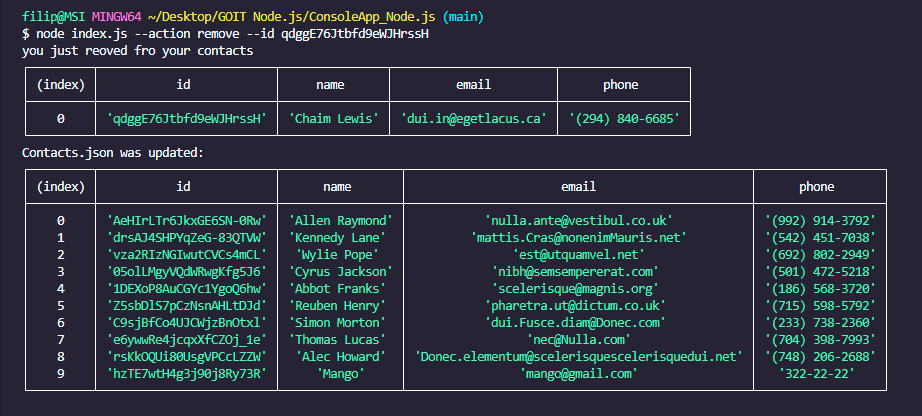 filip@MSI MINGW64 ~/Desktop/GOIT Node.js/ConsoleApp_Node.js (main)
$ node index.js --action remove --id qdggE76Jtbfd9eWJHrssH
you just reoved fro your contacts
(index) id name email phone
0 'qdggE76Jtbfd9eWJHrssH' 'Chaim Lewis' 'dui.in@egetlacus.ca' '(294) 840-6685'
Contacts.json was updated:
(index) id name email phone
0 'AeHIrLTr6JkxGE6SN-0Rw' 'Allen Raymond' 'nulla.ante@vestibul.co.uk' '(992) 914-3792'
1 'drsAJ4SHPYqZeG-83QTVW' 'Kennedy Lane' 'mattis.Cras@nonenimMauris.net' '(542) 451-7038'
2 'vza2RIzNGIwutCVCs4mCL' 'Wylie Pope' 'est@utquamvel.net' '(692) 802-2949'
3 '05olLMgyVQdWRwgKfg5J6' 'Cyrus Jackson' 'nibh@semsempererat.com' '(501) 472-5218'
4 '1DEXoP8AuCGYc1YgoQ6hw' 'Abbot Franks' 'scelerisque@magnis.org' '(186) 568-3720'
5 'Z5sbDlS7pCzNsnAHLtDJd' 'Reuben Henry' 'pharetra.ut@dictum.co.uk' '(715) 598-5792'
6 'C9sjBfCo4UJCWjzBnOtxl' 'Simon Morton' 'dui.Fusce.diam@Donec.com' '(233) 738-2360'
7 'e6ywwRe4jcqxXfCZOj_1e' 'Thomas Lucas' 'nec@Nulla.com' '(704) 398-7993'
8 'rsKkOQUi80UsgVPCcLZZW' 'Alec Howard' 'Donec.elementum@scelerisquescelerisquedui.net' '(748) 206-2688'
9 'hzTE7wtH4g3j90j8Ry73R' 'Mango' 'mango@gmail.com' '322-22-22'